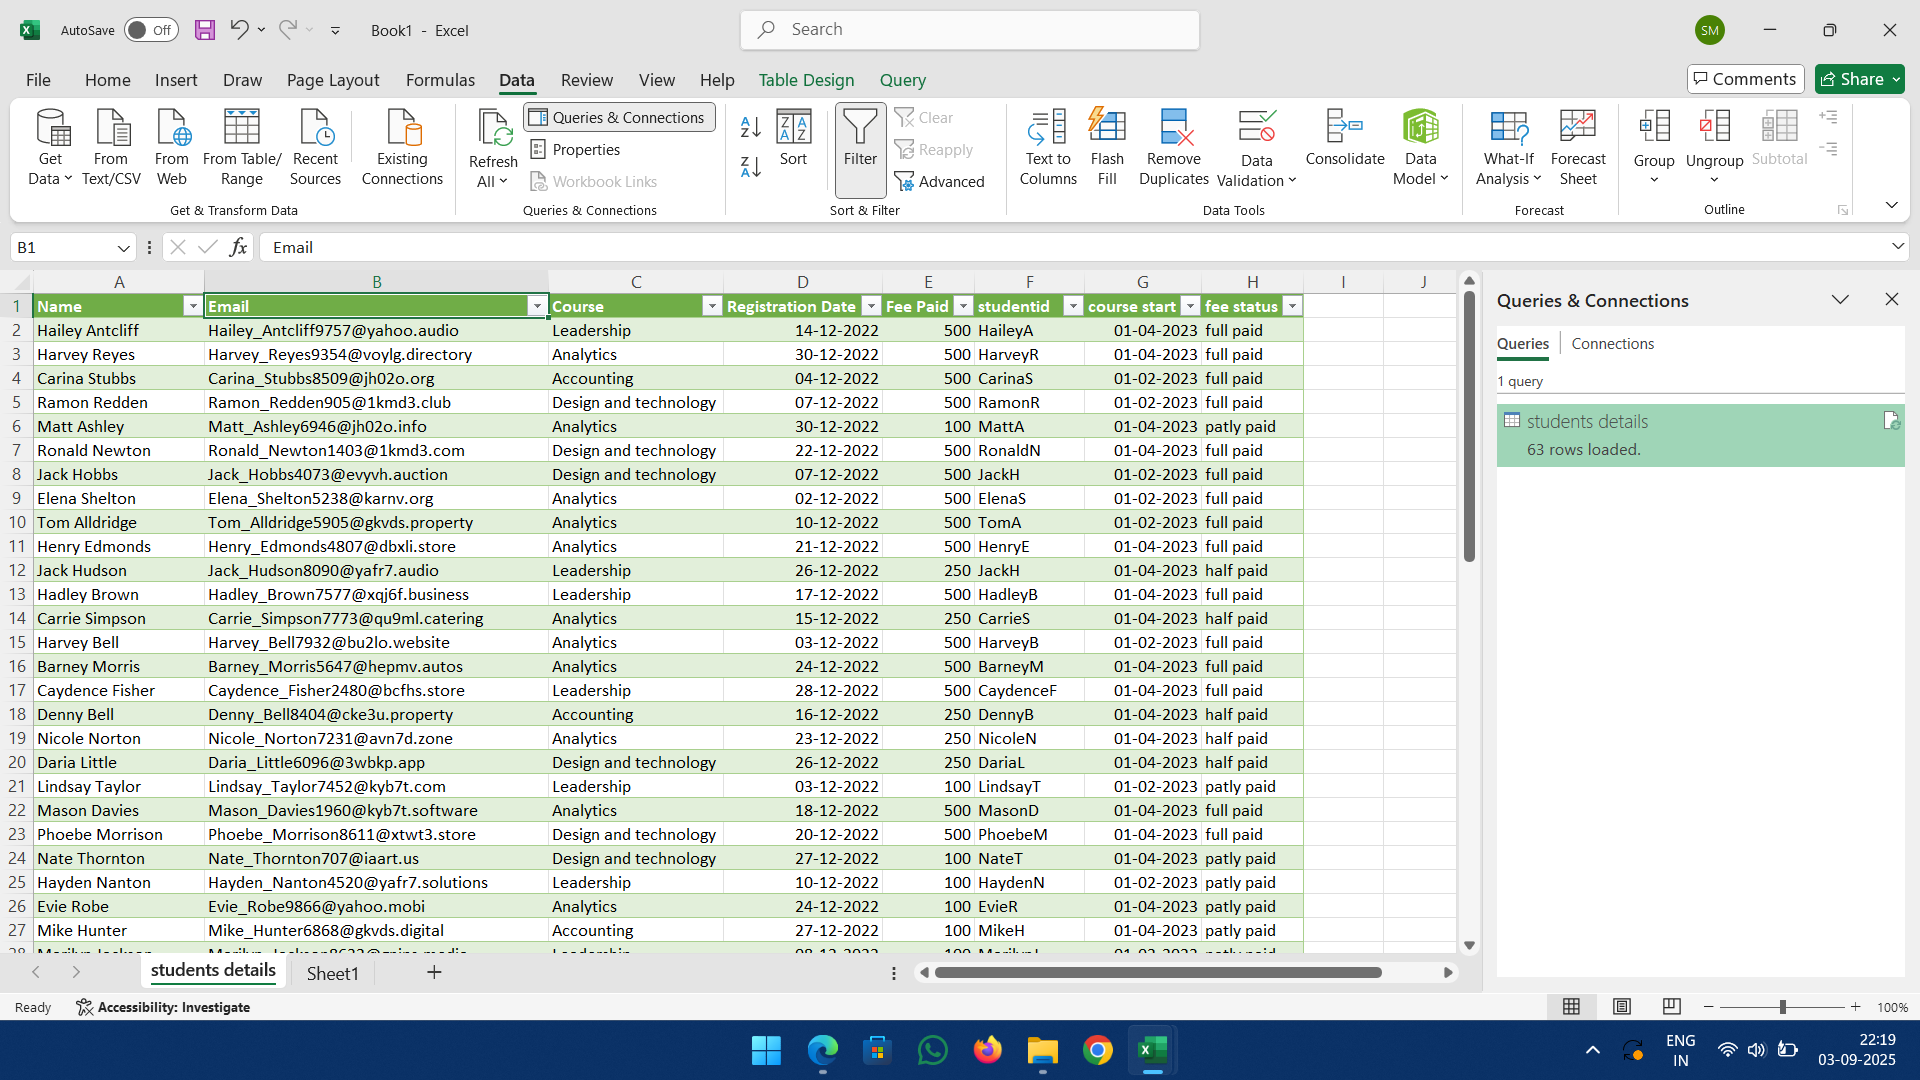 AutoSave Off Book1 - Excel Search SM
File Home Insert Draw Page Layout Formulas Data Review View Help Table Design Query Comments Share
Get Data From Text/CSV From Web From Table/ Range Recent Sources Existing Connections
Get & Transform Data
Refresh All Queries & Connections Properties Workbook Links
Queries & Connections
Sort Filter Clear Reapply Advanced
Sort & Filter
Text to Columns Flash Fill Remove Duplicates Data Validation Consolidate Data Model
Data Tools
What-If Analysis Forecast Sheet
Forecast
Group Ungroup Subtotal
Outline
B1 fx Email
A B C D E F G H I J
1 Name Email Course Registration Date Fee Paid studentid course start fee status
2 Hailey Antcliff Hailey_Antcliff9757@yahoo.audio Leadership 14-12-2022 500 HaileyA 01-04-2023 full paid
3 Harvey Reyes Harvey_Reyes9354@voylg.directory Analytics 30-12-2022 500 HarveyR 01-04-2023 full paid
4 Carina Stubbs Carina_Stubbs8509@jh02o.org Accounting 04-12-2022 500 CarinaS 01-02-2023 full paid
5 Ramon Redden Ramon_Redden905@1kmd3.club Design and technology 07-12-2022 500 RamonR 01-02-2023 full paid
6 Matt Ashley Matt_Ashley6946@jh02o.info Analytics 30-12-2022 100 MattA 01-04-2023 patly paid
7 Ronald Newton Ronald_Newton1403@1kmd3.com Design and technology 22-12-2022 500 RonaldN 01-04-2023 full paid
8 Jack Hobbs Jack_Hobbs4073@evyvh.auction Design and technology 07-12-2022 500 JackH 01-02-2023 full paid
9 Elena Shelton Elena_Shelton5238@karnv.org Analytics 02-12-2022 500 ElenaS 01-02-2023 full paid
10 Tom Alldridge Tom_Alldridge5905@gkvds.property Analytics 10-12-2022 500 TomA 01-02-2023 full paid
11 Henry Edmonds Henry_Edmonds4807@dbxli.store Analytics 21-12-2022 500 HenryE 01-04-2023 full paid
12 Jack Hudson Jack_Hudson8090@yafr7.audio Leadership 26-12-2022 250 JackH 01-04-2023 half paid
13 Hadley Brown Hadley_Brown7577@xqj6f.business Leadership 17-12-2022 500 HadleyB 01-04-2023 full paid
14 Carrie Simpson Carrie_Simpson7773@qu9ml.catering Analytics 15-12-2022 250 CarrieS 01-04-2023 half paid
15 Harvey Bell Harvey_Bell7932@bu2lo.website Analytics 03-12-2022 500 HarveyB 01-02-2023 full paid
16 Barney Morris Barney_Morris5647@hepmv.autos Analytics 24-12-2022 500 BarneyM 01-04-2023 full paid
17 Caydence Fisher Caydence_Fisher2480@bcfhs.store Leadership 28-12-2022 500 CaydenceF 01-04-2023 full paid
18 Denny Bell Denny_Bell8404@cke3u.property Accounting 16-12-2022 250 DennyB 01-04-2023 half paid
19 Nicole Norton Nicole_Norton7231@avn7d.zone Analytics 23-12-2022 250 NicoleN 01-04-2023 half paid
20 Daria Little Daria_Little6096@3wbkp.app Design and technology 26-12-2022 250 DariaL 01-04-2023 half paid
21 Lindsay Taylor Lindsay_Taylor7452@kyb7t.com Leadership 03-12-2022 100 LindsayT 01-02-2023 patly paid
22 Mason Davies Mason_Davies1960@kyb7t.software Analytics 18-12-2022 500 MasonD 01-04-2023 full paid
23 Phoebe Morrison Phoebe_Morrison8611@xtwt3.store Design and technology 20-12-2022 500 PhoebeM 01-04-2023 full paid
24 Nate Thornton Nate_Thornton707@iaart.us Design and technology 27-12-2022 100 NateT 01-04-2023 patly paid
25 Hayden Nanton Hayden_Nanton4520@yafr7.solutions Leadership 10-12-2022 100 HaydenN 01-02-2023 patly paid
26 Evie Robe Evie_Robe9866@yahoo.mobi Analytics 24-12-2022 100 EvieR 01-04-2023 patly paid
27 Mike Hunter Mike_Hunter6868@gkvds.digital Accounting 27-12-2022 100 MikeH 01-04-2023 patly paid
Queries & Connections
Queries Connections
1 query
students details
63 rows loaded.
students details Sheet1
Ready Accessibility: Investigate 100%
ENG IN 22:19
03-09-2025